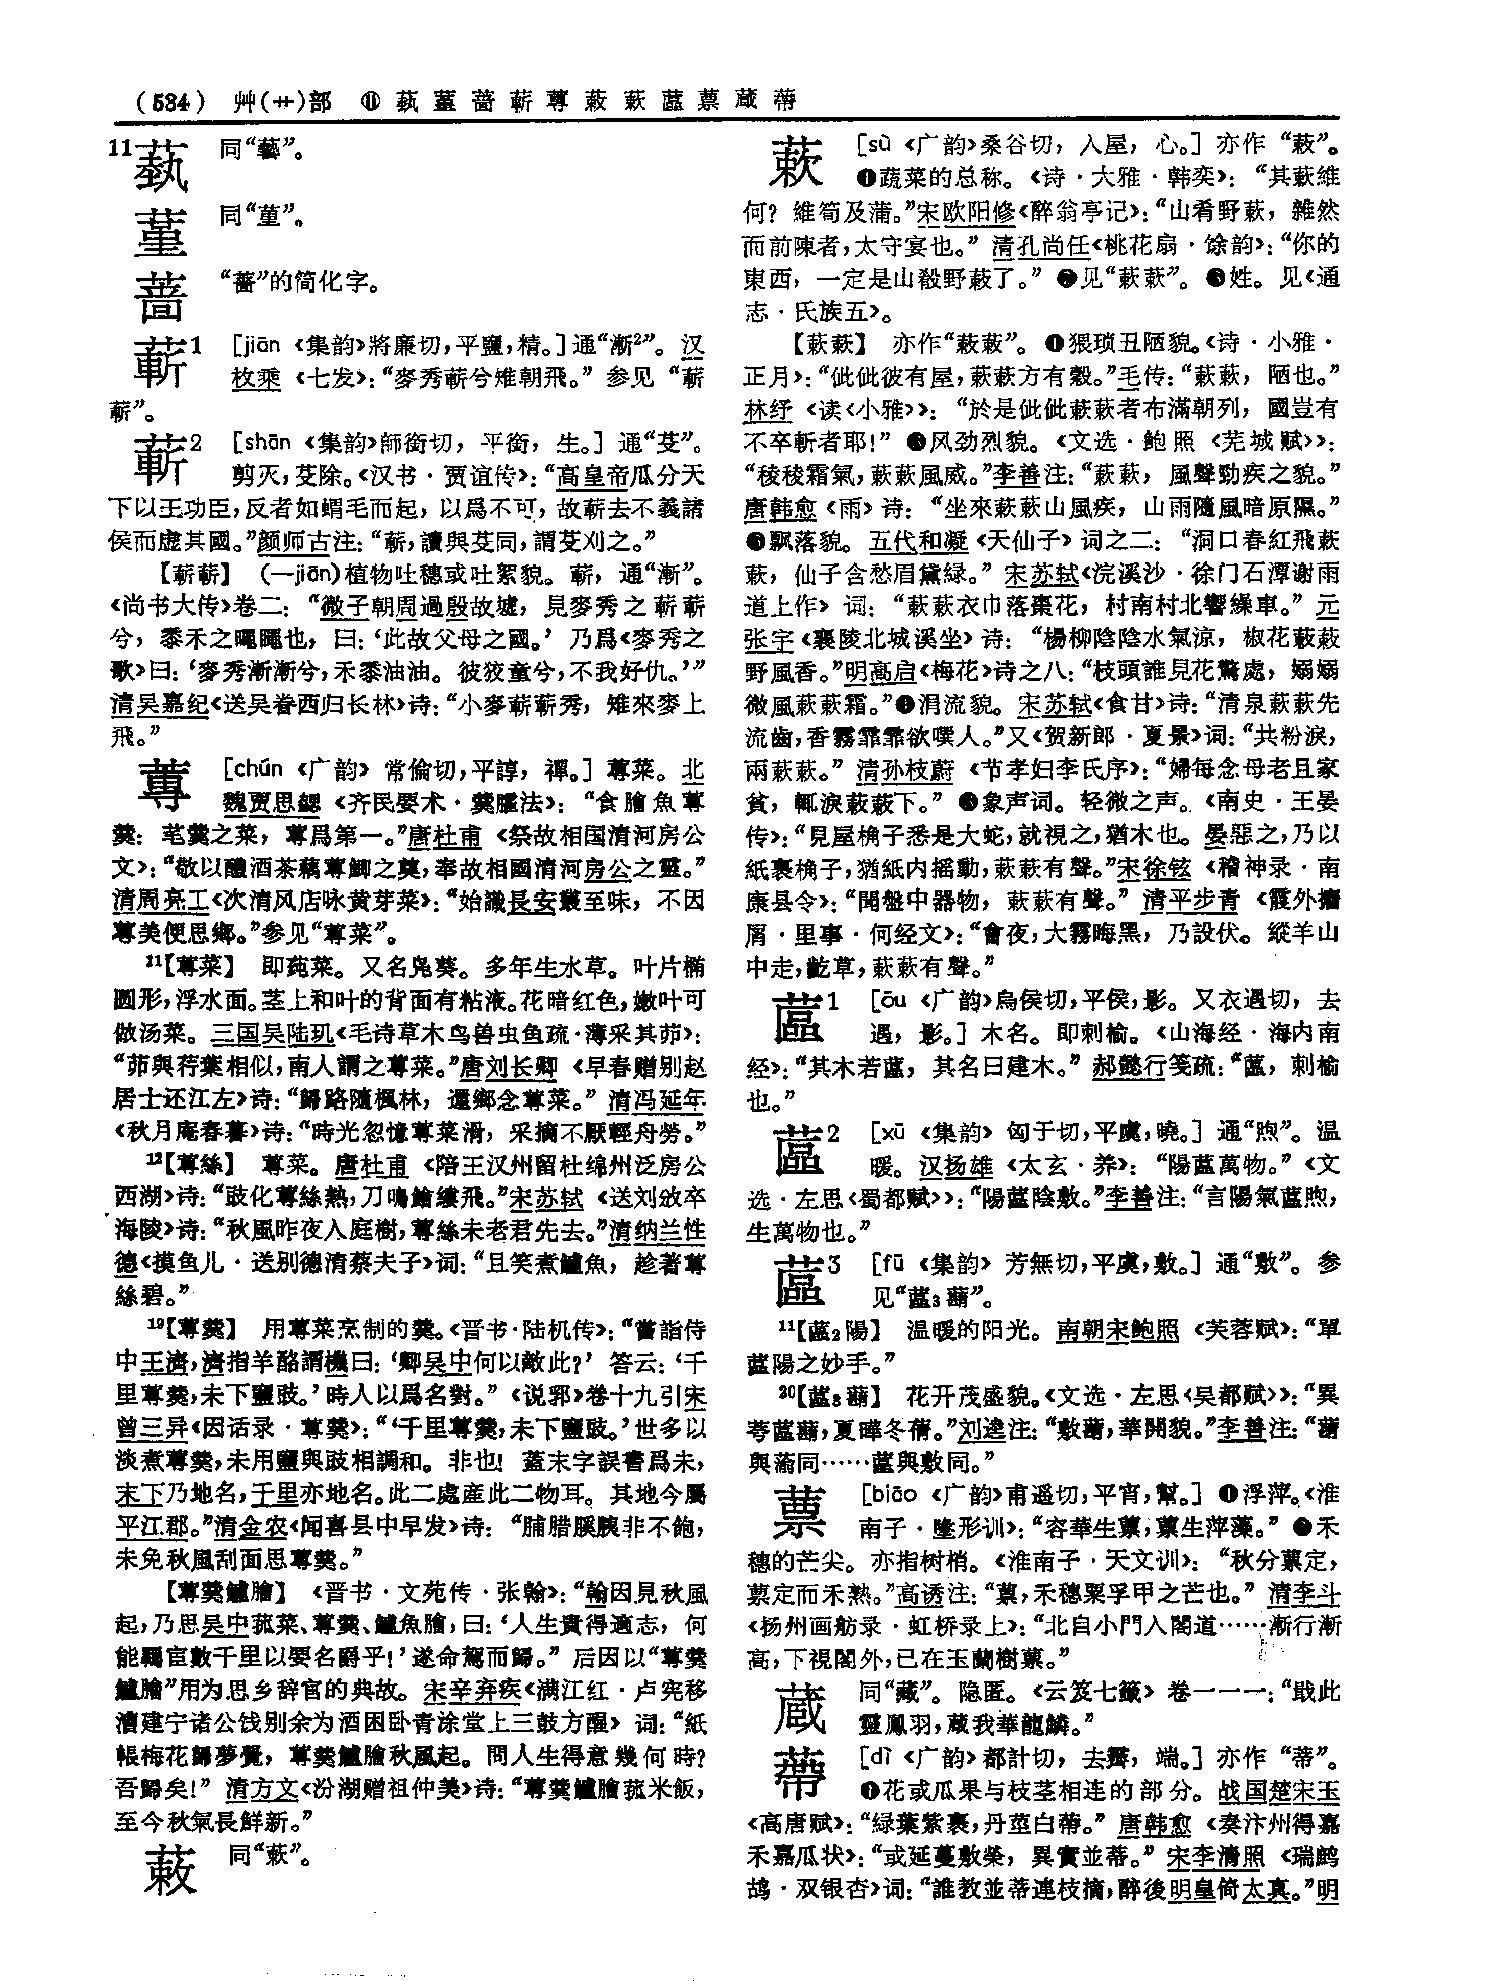 (534) 艸(艹)部 ⑪ 蓺蓳蔷蔪蓴蔌蔌蓲蔈蒇蔕
11蓺 同“藝”。
蓳 同“堇”。
蔷 “薔”的简化字。
蔪1 [jiān《集韵》將廉切,平鹽,精。]通“漸2”。汉
枚乘《七发》:“麥秀蔪兮雉朝飛。” 参见“蔪
蔪”。
蔪2 [shān《集韵》師銜切，平銜，生。] 通“芟”。
剪灭,芟除。《汉书·贾谊传》:“高皇帝瓜分天
下以王功臣,反者如蝟毛而起，以爲不可，故蔪去不義諸
侯而虚其國。”颜师古注:“蔪,讀與芟同,謂芟刈之。”
【蔪蔪】 (—jiān)植物吐穗或吐絮貌。蔪，通“漸”。
《尚书大传》卷二:“微子朝周過殷故墟，見麥秀之蔪蔪
兮，黍禾之䵴䵴也，曰:‘此故父母之國。’ 乃爲《麥秀之
歌》曰:‘麥秀漸漸兮,禾黍油油。彼狡童兮,不我好仇。’”
清吴嘉纪《送吴眷西归长林》诗:“小麥蔪蔪秀，雉來麥上
飛。”
蓴 [chún《广韵》常倫切,平諄，禪。] 蓴菜。北
魏贾思勰《齐民要术·羹臛法》:“食膾魚蓴
羹:芼羹之菜，蓴爲第一。”唐杜甫《祭故相国清河房公
文》:“敬以醴酒茶藕蓴鯽之奠,奉故相國清河房公之靈。”
清周亮工《次清风店咏黄芽菜》:“始識長安叢至味，不因
蓴美便思鄉。”参见“蓴菜”。
11【蓴菜】 即莼菜。又名凫葵。多年生水草。叶片椭
圆形,浮水面。茎上和叶的背面有粘液。花暗红色,嫩叶可
做汤菜。三国吴陆玑《毛诗草木鸟兽虫鱼疏·薄采其茆》:
“茆與荇葉相似,南人謂之蓴菜。”唐刘长卿《早春赠别赵
居士还江左》诗:“歸路隨楓林，還鄉念蓴菜。” 清冯延年
《秋月庵春暮》诗:“時光忽憶蓴菜滑，采摘不厭輕舟勞。”
12【蓴絲】 蓴菜。唐杜甫《陪王汉州留杜绵州泛房公
西湖》诗:“豉化蓴絲熟,刀鳴鱠縷飛。”宋苏轼《送刘攽卒
海陵》诗:“秋風昨夜入庭樹,蓴絲未老君先去。”清纳兰性
德《摸鱼儿·送别德清蔡夫子》词:“且笑煮鱸魚，趁著蓴
絲碧。”
19【蓴羹】 用蓴菜烹制的羹。《晋书·陆机传》:“嘗詣侍
中王濟,濟指羊酪謂機曰:‘卿吴中何以敵此?’ 答云:‘千
里蓴羹,未下鹽豉。’時人以爲名對。”《说郛》卷十九引宋
曾三异《因话录·蓴羹》:“‘千里蓴羹,未下鹽豉。’世多以
淡煮蓴羹,未用鹽與豉相調和。非也! 蓋末字誤書爲未,
末下乃地名,千里亦地名。此二處産此二物耳。其地今屬
平江郡。”清金农《闻喜县中早发》诗:“脯腊膎胰非不飽,
未免秋風刮面思蓴羹。”
【蓴羹鱸膾】 《晋书·文苑传·张翰》:“翰因見秋風
起,乃思吴中菰菜、蓴羹、鱸魚膾,曰:‘人生貴得適志，何
能羈宦數千里以要名爵乎!’遂命駕而歸。” 后因以“蓴羹
鱸膾”用为思乡辞官的典故。宋辛弃疾《满江红·卢宪移
漕建宁诸公饯别余为酒困卧青涂堂上三鼓方醒》词:“紙
帳梅花歸夢覺，蓴羹鱸膾秋風起。問人生得意幾何時?
吾歸矣!” 清方文《汾湖赠祖仲美》诗:“蓴羹鱸膾菰米飯，
至今秋氣長鮮新。”
蔌 同“蔌”。
蔌 [sù《广韵》桑谷切，入屋，心。] 亦作“蔌”。
❶蔬菜的总称。《诗·大雅·韩奕》:“其蔌維
何? 維筍及蒲。”宋欧阳修《醉翁亭记》:“山肴野蔌，雜然
而前陳者,太守宴也。” 清孔尚任《桃花扇·馀韵》:“你的
東西，一定是山殽野蔌了。” ❷见“蔌蔌”。❸姓。见《通
志·氏族五》。
【蔌蔌】 亦作“蔌蔌”。❶猥琐丑陋貌。《诗·小雅·
正月》:“佌佌彼有屋,蔌蔌方有穀。”毛传:“蔌蔌，陋也。”
林纾《读〈小雅〉》:“於是佌佌蔌蔌者布滿朝列，國豈有
不卒斬者耶!” ❷风劲烈貌。《文选·鲍照〈芜城赋〉》:
“稜稜霜氣,蔌蔌風威。”李善注:“蔌蔌，風聲勁疾之貌。”
唐韩愈《雨》诗:“坐來蔌蔌山風疾，山雨隨風暗原隰。”
❸飘落貌。五代和凝《天仙子》词之二:“洞口春紅飛蔌
蔌，仙子含愁眉黛緑。” 宋苏轼《浣溪沙·徐门石潭谢雨
道上作》词:“蔌蔌衣巾落棗花，村南村北響繰車。” 元
张宇《襄陵北城溪坐》诗:“楊柳陰陰水氣涼，椒花蔌蔌
野風香。”明高启《梅花》诗之八:“枝頭誰見花驚處，嫋嫋
微風蔌蔌霜。”❹涓流貌。宋苏轼《食甘》诗:“清泉蔌蔌先
流齒,香霧霏霏欲噀人。”又《贺新郎·夏景》词:“共粉淚，
兩蔌蔌。” 清孙枝蔚《节孝妇李氏序》:“婦每念母老且家
貧，輒淚蔌蔌下。” ❺象声词。轻微之声。《南史·王晏
传》:“見屋桷子悉是大蛇,就視之,猶木也。晏惡之,乃以
紙裹桷子,猶紙内摇動,蔌蔌有聲。”宋徐铉《稽神录·南
康县令》:“聞盤中器物，蔌蔌有聲。” 清平步青《霞外攟
屑·里事·何经文》:“會夜,大霧晦黑，乃設伏。縱羊山
中走,齕草,蔌蔌有聲。”
蓲1 [ōu《广韵》烏侯切,平侯,影。又衣遇切，去
遇，影。] 木名。即刺榆。《山海经·海内南
经》:“其木若蓲，其名曰建木。” 郝懿行笺疏:“蓲，刺榆
也。”
蓲2 [xū《集韵》匈于切,平虞,曉。] 通“煦”。温
暖。汉扬雄《太玄·养》:“陽蓲萬物。”《文
选·左思〈蜀都赋〉》:“陽蓲陰敷。”李善注:“言陽氣蓲煦，
生萬物也。”
蓲3 [fū《集韵》芳無切,平虞,敷。] 通“敷”。参
见“蓲3蘛”。
11【蓲2陽】 温暖的阳光。南朝宋鲍照《芙蓉赋》:“單
蓲陽之妙手。”
20【蓲3蘛】 花开茂盛貌。《文选·左思〈吴都赋〉》:“異
荂蓲蘛,夏曄冬蒨。”刘逵注:“敷蘛,華開貌。”李善注:“蘛
與蕍同……蓲與敷同。”
蔈 [biāo《广韵》甫遥切,平宵,幫。] ❶浮萍。《淮
南子·墬形训》:“容華生蔈,蔈生萍藻。” ❷禾
穗的芒尖。亦指树梢。《淮南子·天文训》:“秋分蔈定，
蔈定而禾熟。”高诱注:“蔈,禾穗粟孚甲之芒也。” 清李斗
《扬州画舫录·虹桥录上》:“北自小門入閣道……漸行漸
高,下視閣外,已在玉蘭樹蔈。”
蒇 同“藏”。隐匿。《云笈七籤》卷一一一:“戢此
靈鳳羽,蒇我華龍鱗。”
蔕 [dì《广韵》都計切，去霽，端。] 亦作“蒂”。
❶花或瓜果与枝茎相连的部分。战国楚宋玉
《高唐赋》:“緑葉紫裹,丹莖白蔕。” 唐韩愈《奏汴州得嘉
禾嘉瓜状》:“或延蔓敷榮，異實並蔕。” 宋李清照《瑞鹧
鸪·双银杏》词:“誰教並蒂連枝摘,醉後明皇倚太真。”明